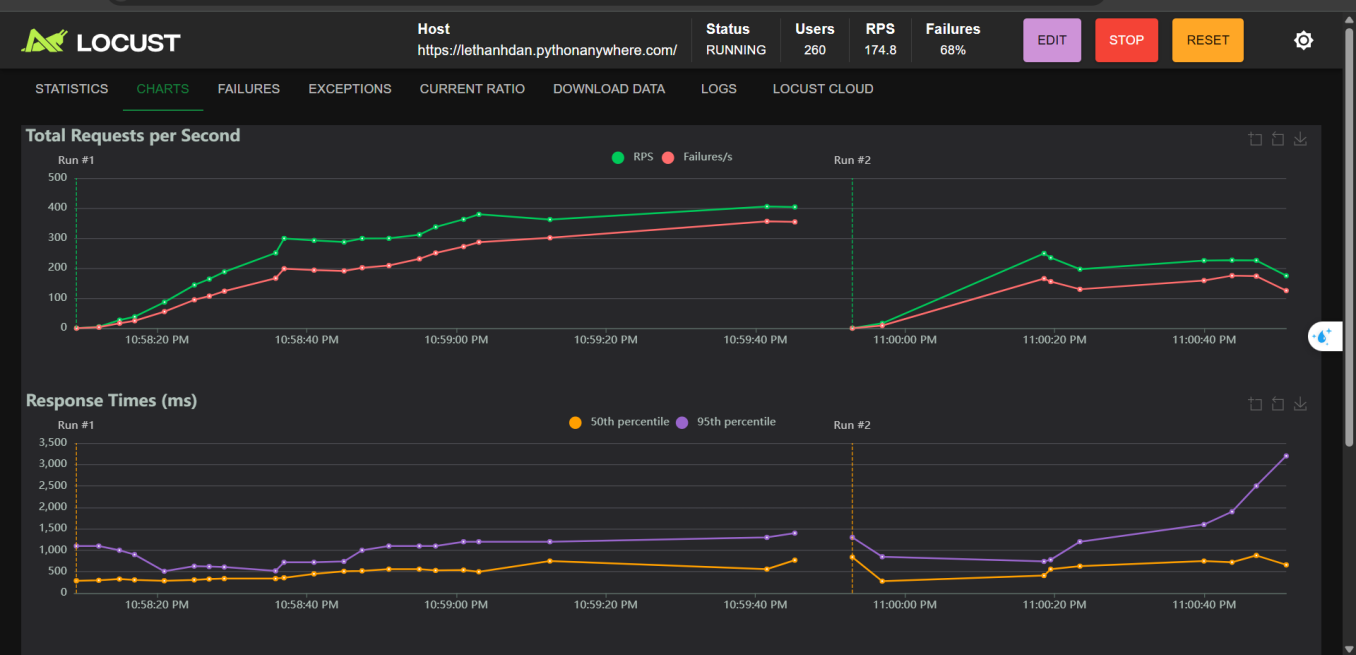 LOCUST
Host
https://lethanhdan.pythonanywhere.com/
Status
RUNNING
Users
260
RPS
174.8
Failures
68%
EDIT
STOP
RESET
STATISTICS CHARTS FAILURES EXCEPTIONS CURRENT RATIO DOWNLOAD DATA LOGS LOCUST CLOUD
Total Requests per Second
RPS Failures/s
Run #1 Run #2
500
400
300
200
100
0
10:58:20 PM 10:58:40 PM 10:59:00 PM 10:59:20 PM 10:59:40 PM 11:00:00 PM 11:00:20 PM 11:00:40 PM
Response Times (ms)
50th percentile 95th percentile
Run #1 Run #2
3,500
3,000
2,500
2,000
1,500
1,000
500
0
10:58:20 PM 10:58:40 PM 10:59:00 PM 10:59:20 PM 10:59:40 PM 11:00:00 PM 11:00:20 PM 11:00:40 PM